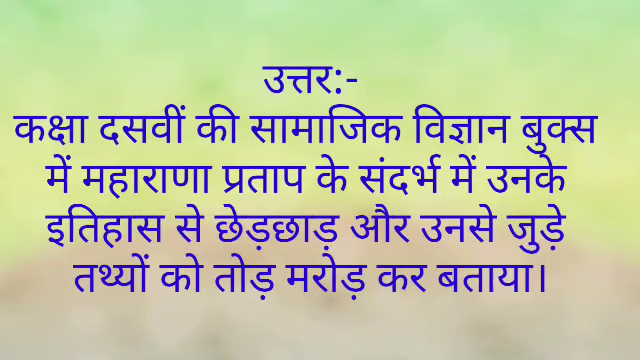 उत्तर:-
कक्षा दसवीं की सामाजिक विज्ञान बुक्स
में महाराणा प्रताप के संदर्भ में उनके
इतिहास से छेड़छाड़ और उनसे जुड़े
तथ्यों को तोड़ मरोड़ कर बताया।